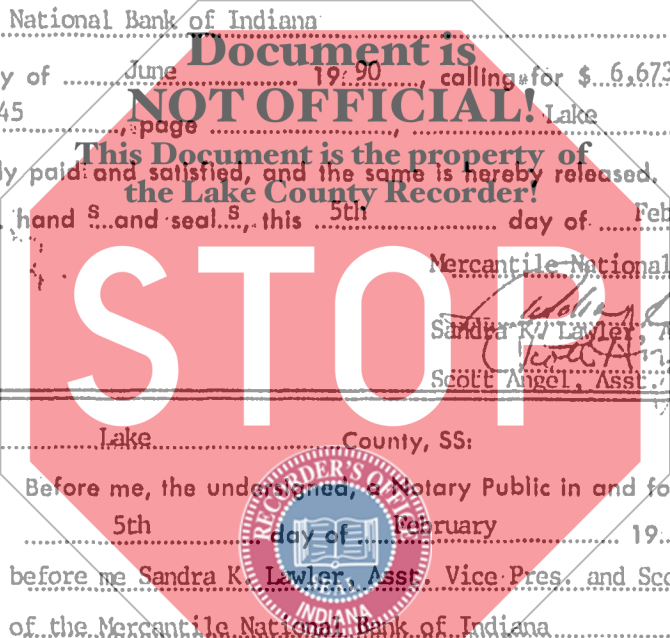 National Bank of Indiana
Document is
y of June 19 90, calling for $ 6,673
NOT OFFICIAL!
45, page , Lake
This Document is the property of
ly paid and satisfied, and the same is hereby released.
the Lake County Recorder!
hand s and seal s, this 5th day of Feb
STOP
Mercantile National
Sandra K. Lawler, A
Scott Angel, Asst.
Lake County, SS:
Before me, the undersigned, a Notary Public in and fo
5th day of February 19
before me Sandra K. Lawler, Asst. Vice Pres. and Sco
of the Mercantile National Bank of Indiana
RECORDER'S OFFICE
INDIANA